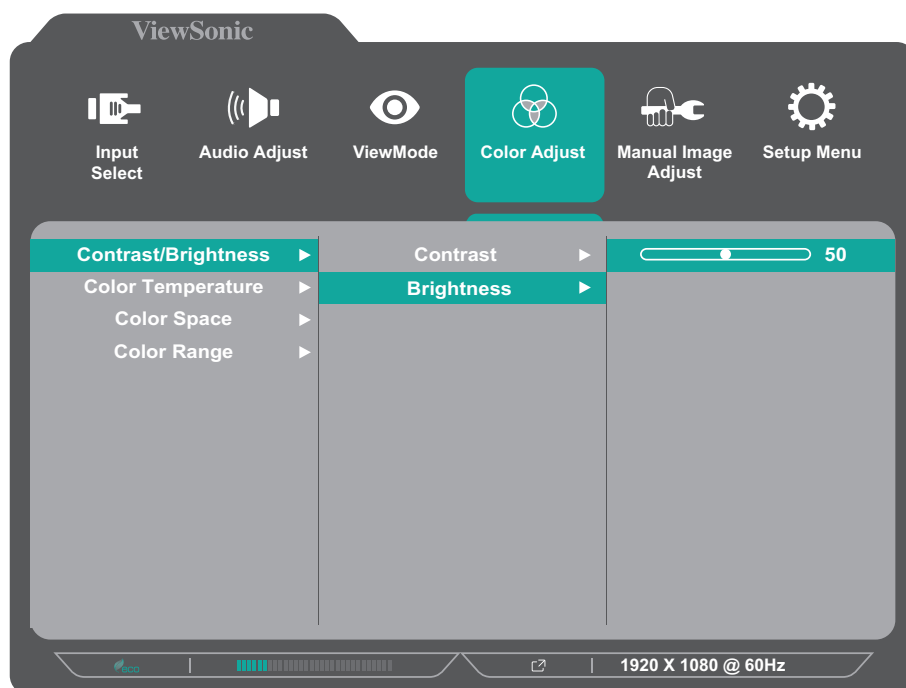 ViewSonic
Input
Select
Audio Adjust
ViewMode
Color Adjust
Manual Image
Adjust
Setup Menu
Contrast/Brightness
Contrast
50
Color Temperature
Brightness
Color Space
Color Range
eco
1920 X 1080 @ 60Hz